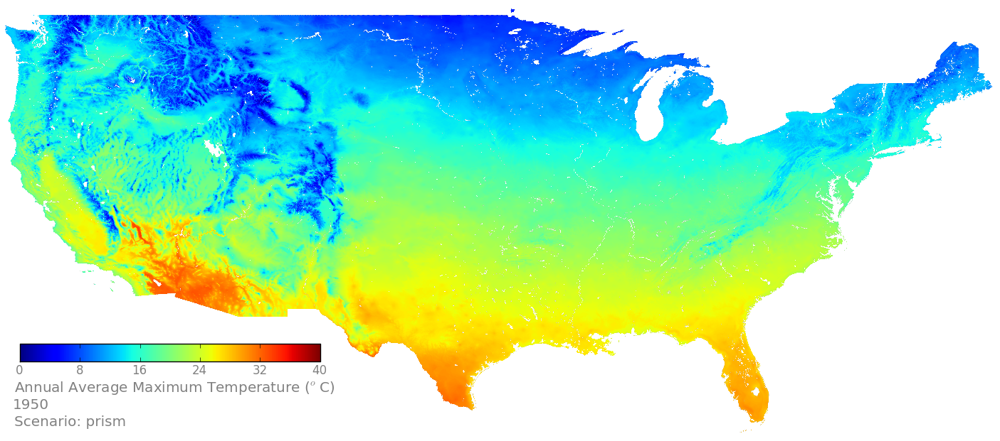 0 8 16 24 32 40
Annual Average Maximum Temperature (° C)
1950
Scenario: prism